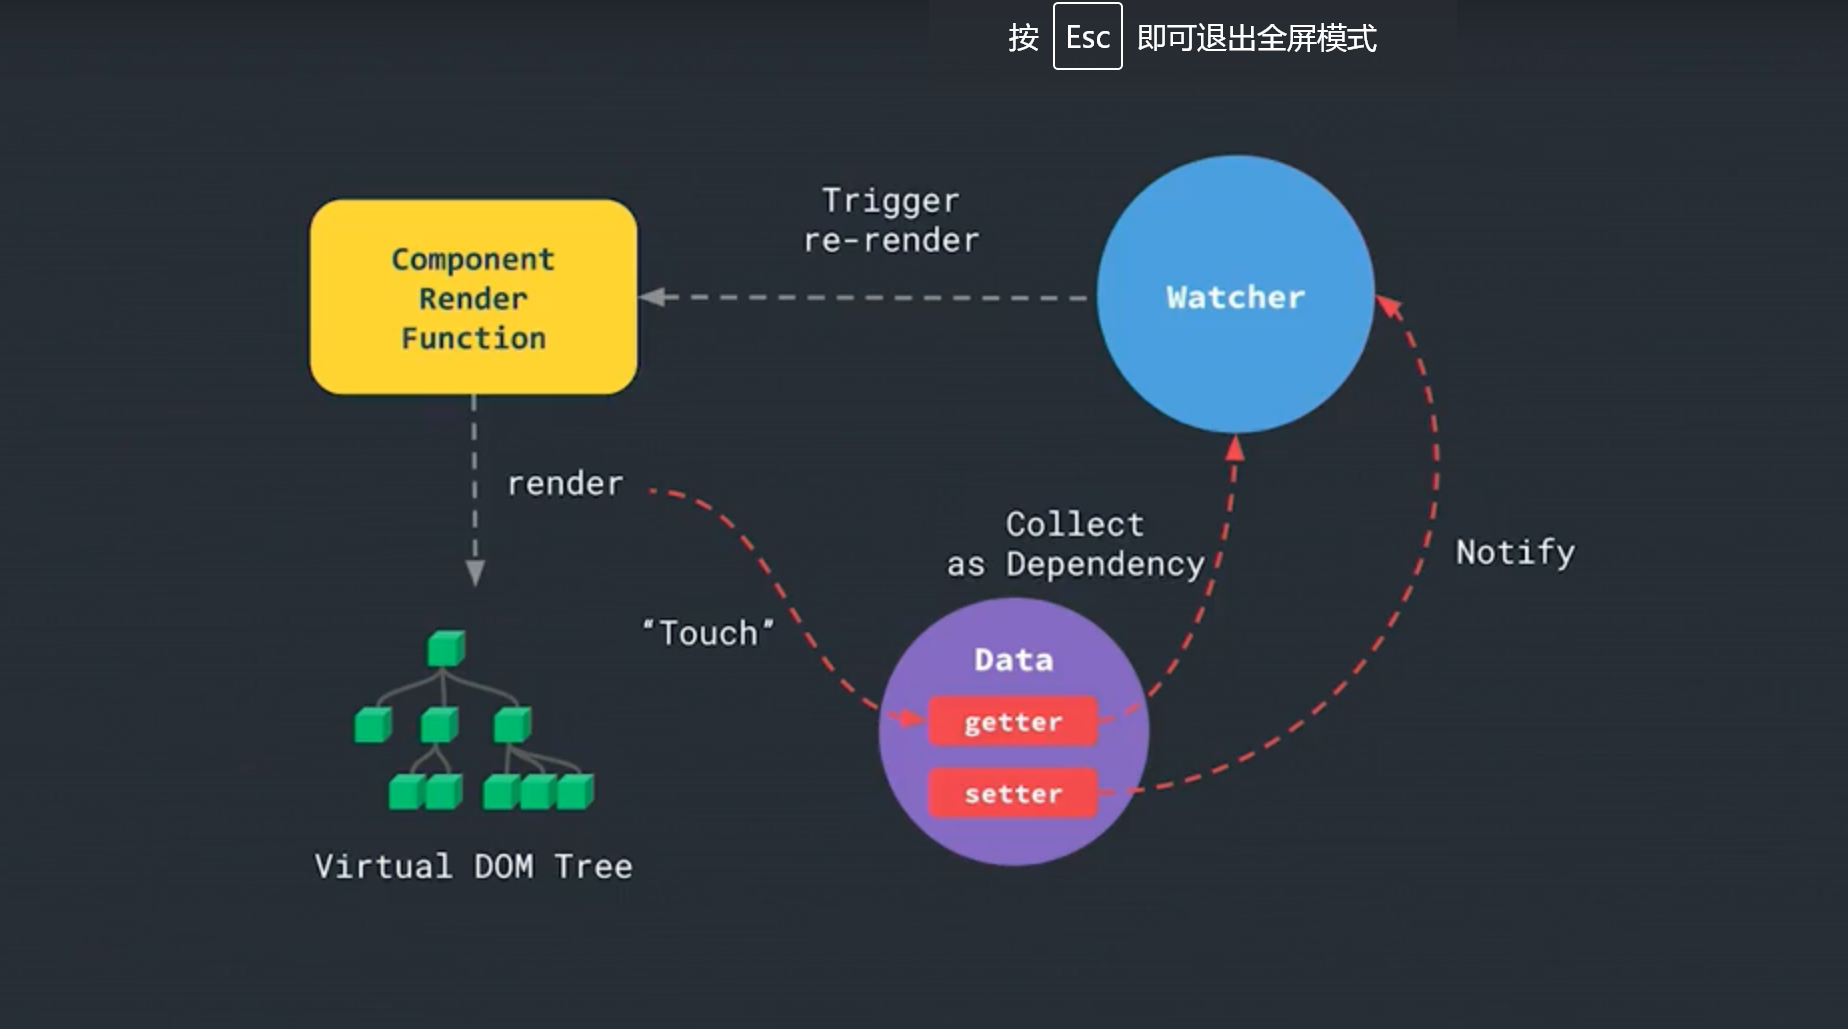 按 Esc 即可退出全屏模式
Trigger
re-render
Component
Render
Function
Watcher
render
Collect
as Dependency
Notify
“Touch”
Data
getter
setter
Virtual DOM Tree